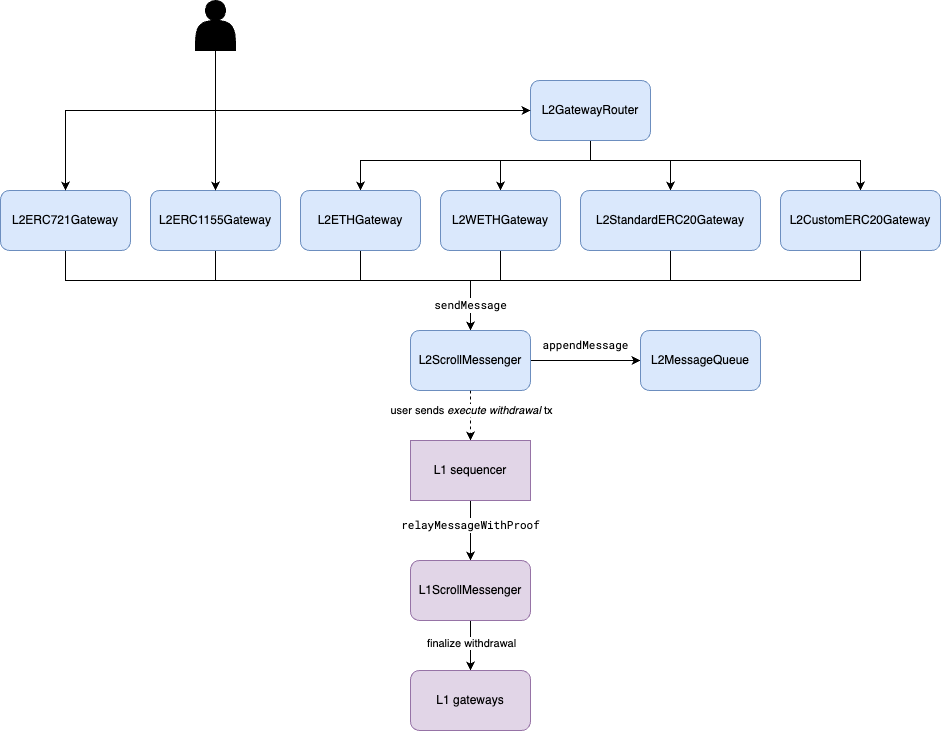 L2GatewayRouter
L2ERC721Gateway
L2ERC1155Gateway
L2ETHGateway
L2WETHGateway
L2StandardERC20Gateway
L2CustomERC20Gateway
sendMessage
L2ScrollMessenger
appendMessage
L2MessageQueue
user sends execute withdrawal tx
L1 sequencer
relayMessageWithProof
L1ScrollMessenger
finalize withdrawal
L1 gateways